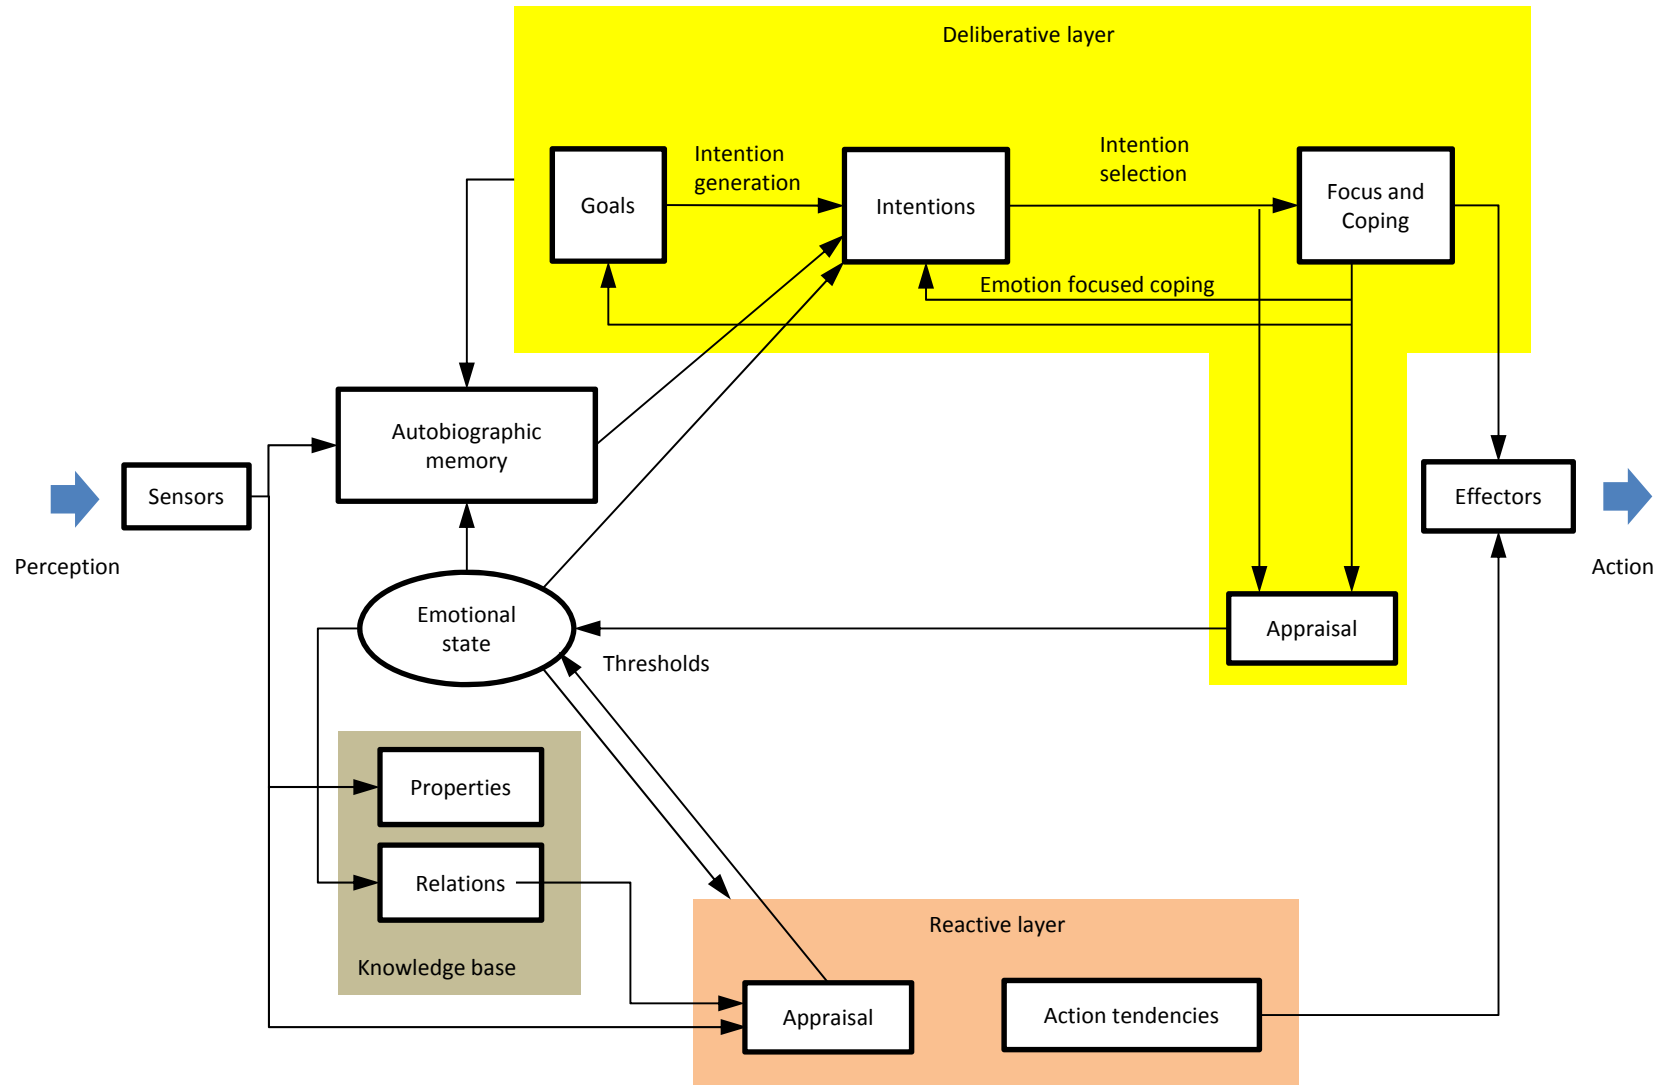 Deliberative layer
Intention
generation
Intention
selection
Goals
Intentions
Focus and
Coping
Emotion focused coping
Autobiographic
memory
Sensors
Effectors
Perception
Action
Emotional
state
Appraisal
Thresholds
Properties
Relations
Knowledge base
Reactive layer
Appraisal
Action tendencies